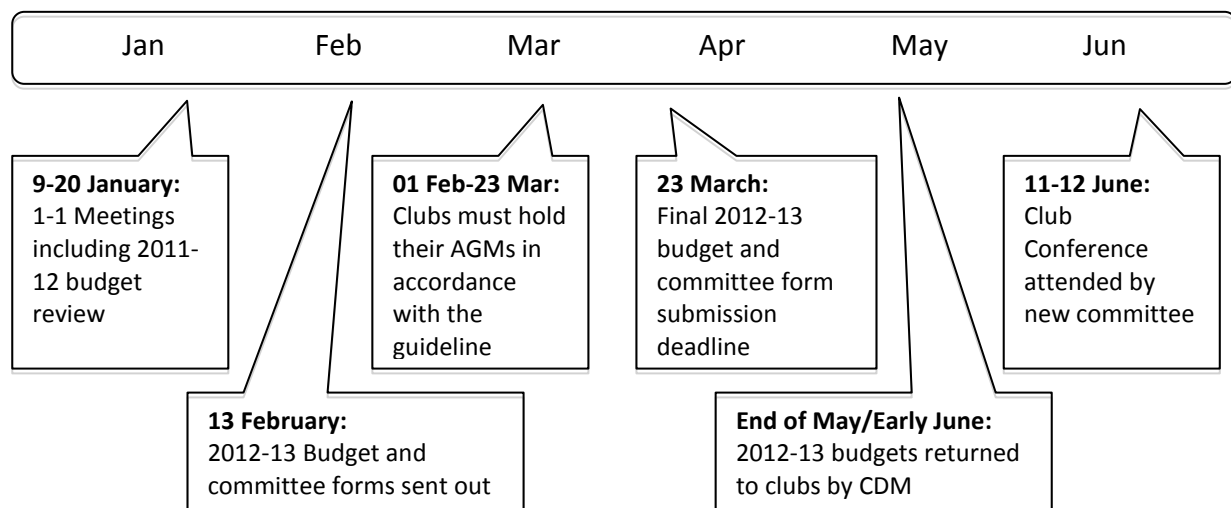 Jan Feb Mar Apr May Jun
9-20 January:
1-1 Meetings
including 2011-
12 budget
review
01 Feb-23 Mar:
Clubs must hold
their AGMs in
accordance
with the
guideline
23 March:
Final 2012-13
budget and
committee form
submission
deadline
11-12 June:
Club
Conference
attended by
new committee
13 February:
2012-13 Budget and
committee forms sent out
End of May/Early June:
2012-13 budgets returned
to clubs by CDM